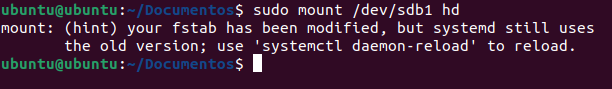 ubuntu@ubuntu:~/Documentos$ sudo mount /dev/sdb1 hd
mount: (hint) your fstab has been modified, but systemd still uses
       the old version; use 'systemctl daemon-reload' to reload.
ubuntu@ubuntu:~/Documentos$